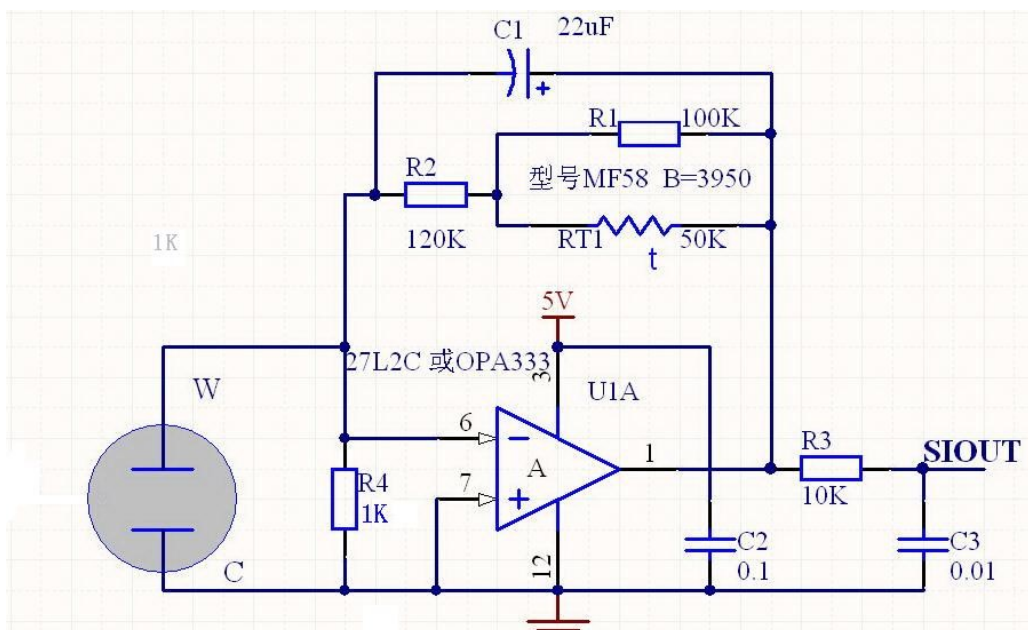 C1 22uF
R1 100K
R2
型号MF58 B=3950
1K
120K
RT1 50K
t
5V
27L2C 或OPA333
3
W
U1A
6
1
R3
SIOUT
A
7
R4
1K
10K
C
12
C2
0.1
C3
0.01